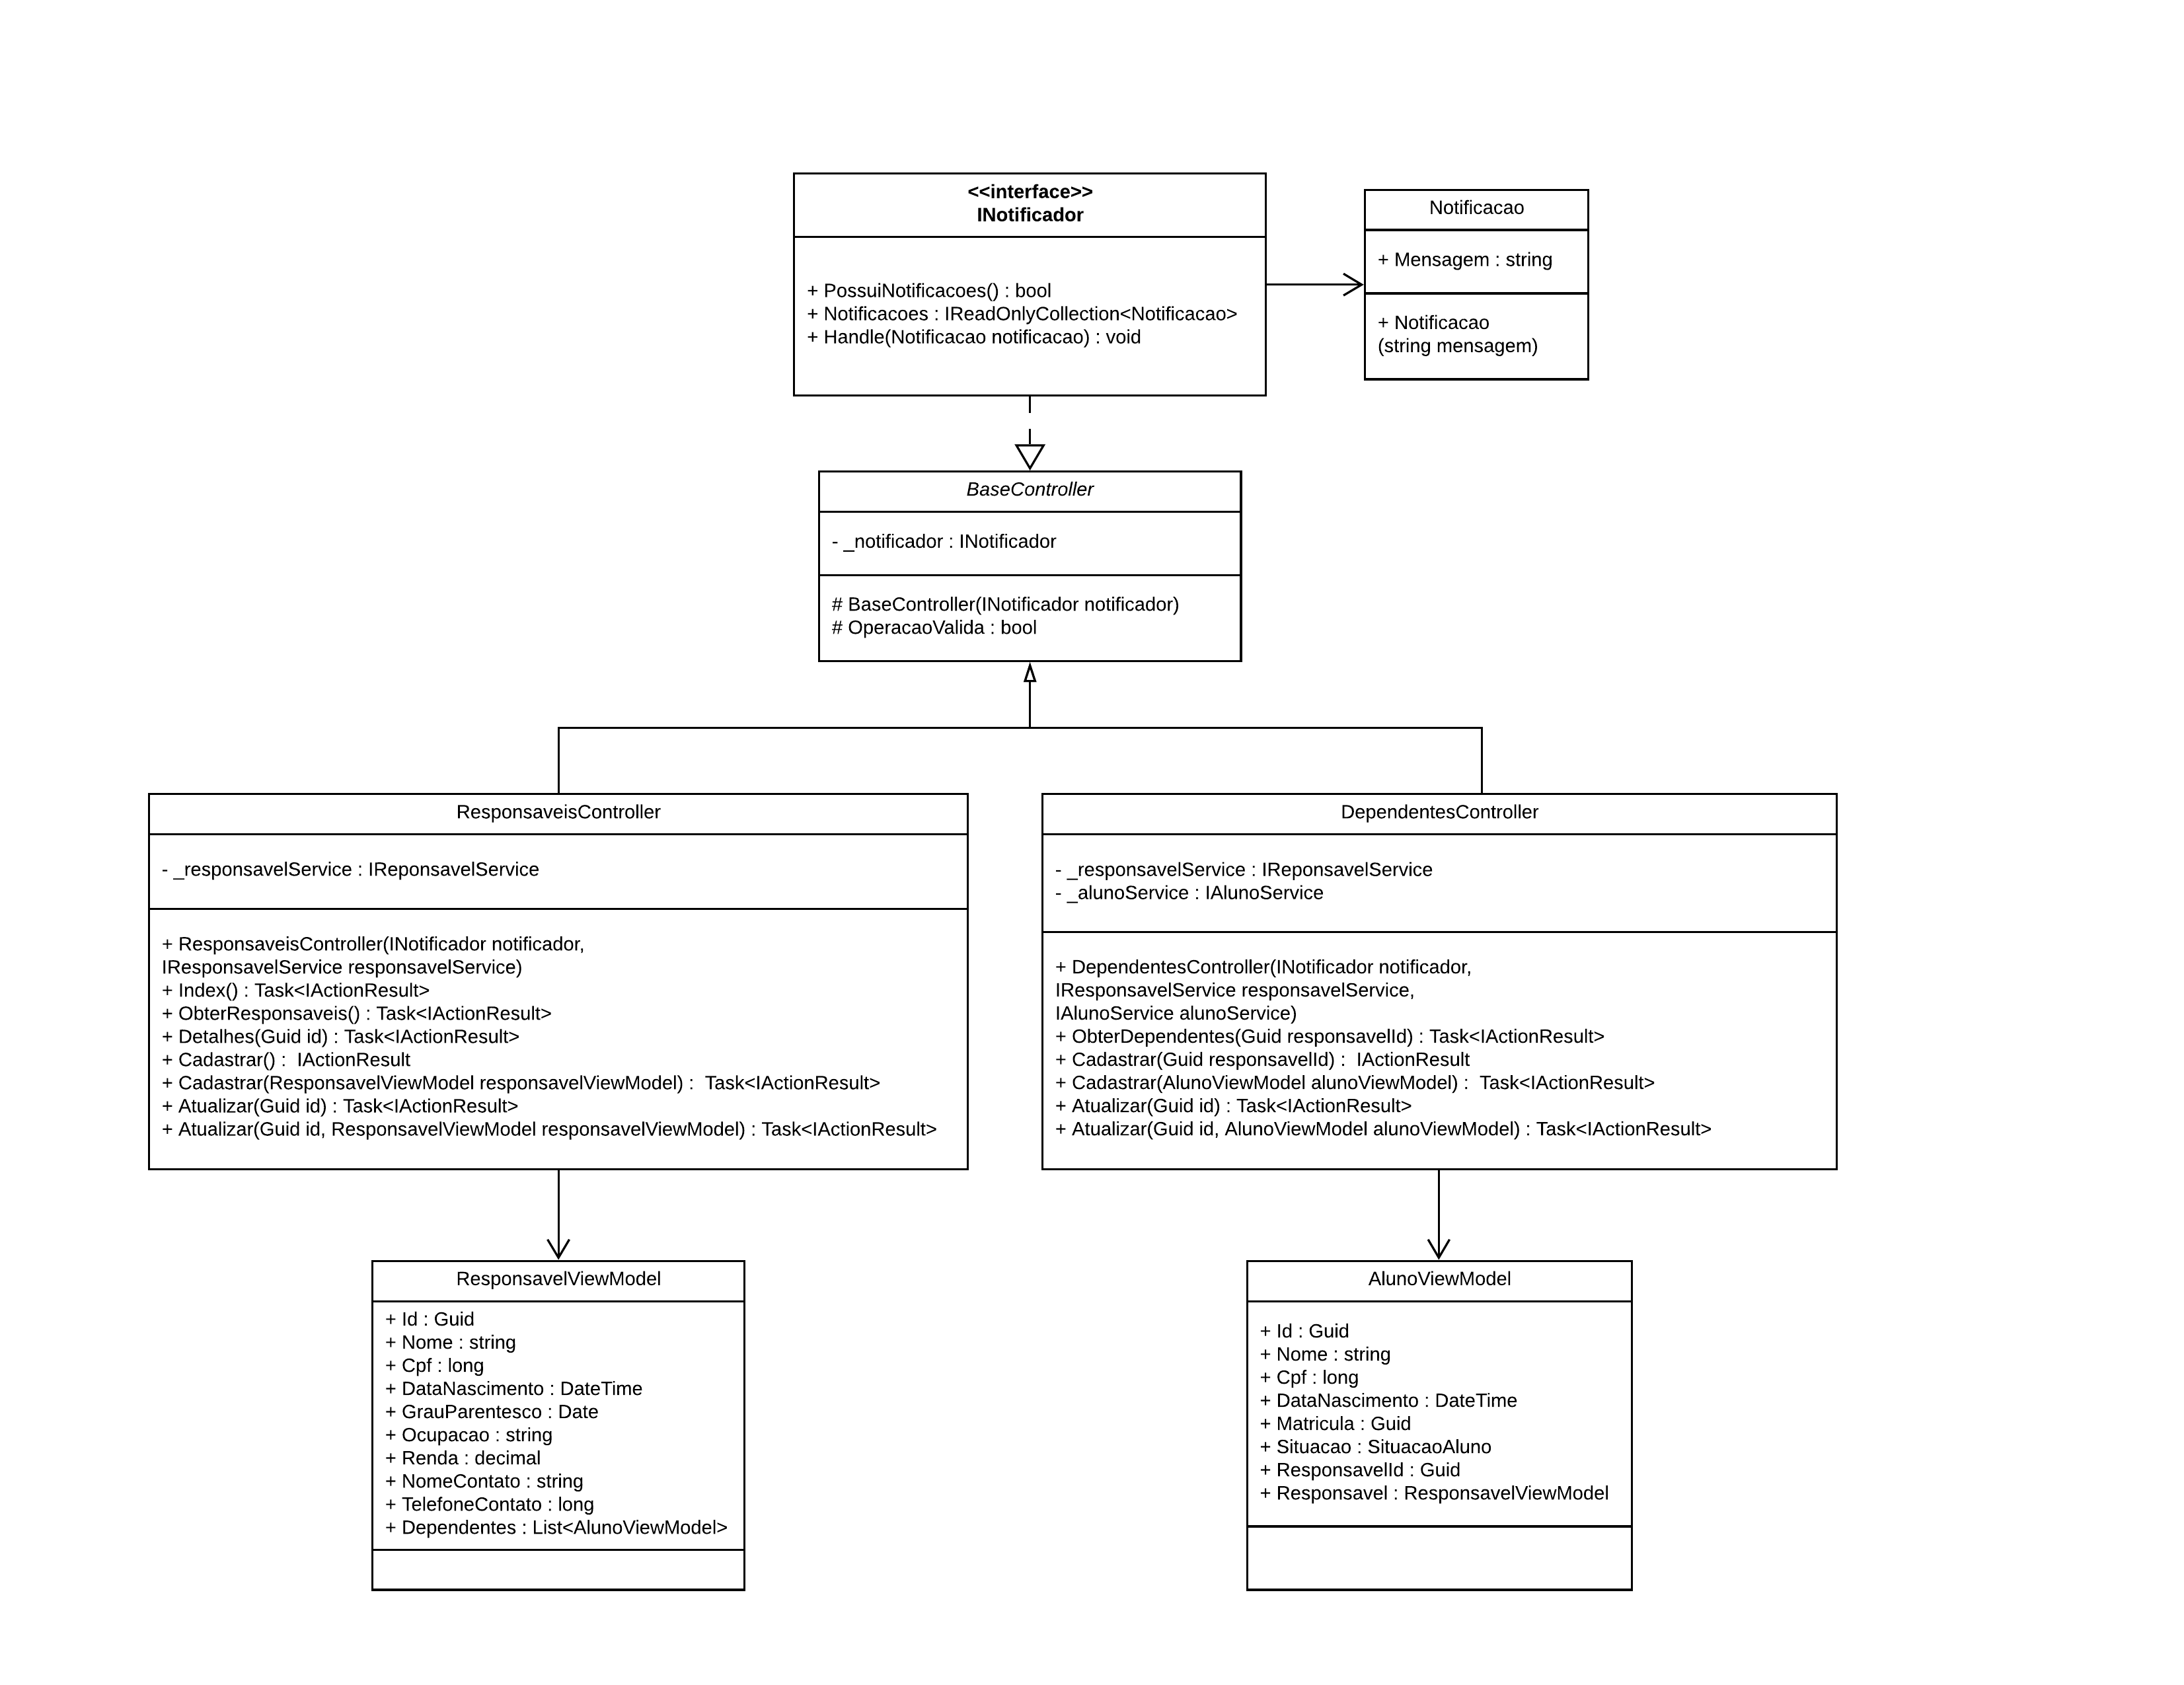 <<interface>>
INotificador
+ PossuiNotificacoes() : bool
+ Notificacoes : IReadOnlyCollection<Notificacao>
+ Handle(Notificacao notificacao) : void
Notificacao
+ Mensagem : string
+ Notificacao
(string mensagem)
BaseController
- _notificador : INotificador
# BaseController(INotificador notificador)
# OperacaoValida : bool
ResponsaveisController
- _responsavelService : IReponsavelService
+ ResponsaveisController(INotificador notificador,
IResponsavelService responsavelService)
+ Index() : Task<IActionResult>
+ ObterResponsaveis() : Task<IActionResult>
+ Detalhes(Guid id) : Task<IActionResult>
+ Cadastrar() :  IActionResult
+ Cadastrar(ResponsavelViewModel responsavelViewModel) :  Task<IActionResult>
+ Atualizar(Guid id) : Task<IActionResult>
+ Atualizar(Guid id, ResponsavelViewModel responsavelViewModel) : Task<IActionResult>
DependentesController
- _responsavelService : IReponsavelService
- _alunoService : IAlunoService
+ DependentesController(INotificador notificador,
IResponsavelService responsavelService,
IAlunoService alunoService)
+ ObterDependentes(Guid responsavelId) : Task<IActionResult>
+ Cadastrar(Guid responsavelId) :  IActionResult
+ Cadastrar(AlunoViewModel alunoViewModel) :  Task<IActionResult>
+ Atualizar(Guid id) : Task<IActionResult>
+ Atualizar(Guid id, AlunoViewModel alunoViewModel) : Task<IActionResult>
ResponsavelViewModel
+ Id : Guid
+ Nome : string
+ Cpf : long
+ DataNascimento : DateTime
+ GrauParentesco : Date
+ Ocupacao : string
+ Renda : decimal
+ NomeContato : string
+ TelefoneContato : long
+ Dependentes : List<AlunoViewModel>
AlunoViewModel
+ Id : Guid
+ Nome : string
+ Cpf : long
+ DataNascimento : DateTime
+ Matricula : Guid
+ Situacao : SituacaoAluno
+ ResponsavelId : Guid
+ Responsavel : ResponsavelViewModel